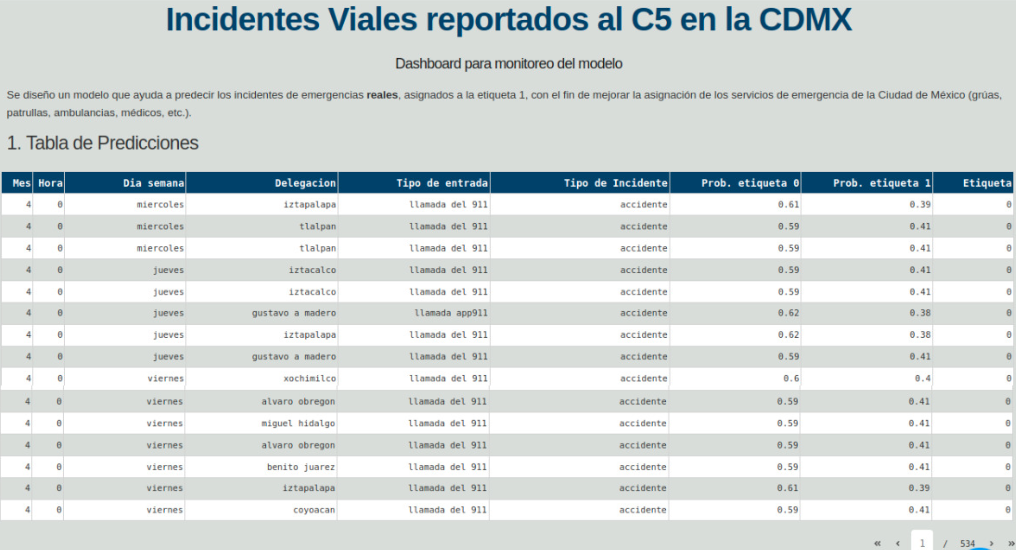 Incidentes Viales reportados al C5 en la CDMX
Dashboard para monitoreo del modelo
Se diseño un modelo que ayuda a predecir los incidentes de emergencias reales, asignados a la etiqueta 1, con el fin de mejorar la asignación de los servicios de emergencia de la Ciudad de México (grúas,
patrullas, ambulancias, médicos, etc.).
1. Tabla de Predicciones
Mes Hora Dia semana Delegacion Tipo de entrada Tipo de Incidente Prob. etiqueta 0 Prob. etiqueta 1 Etiqueta
4 0 miercoles iztapalapa llamada del 911 accidente 0.61 0.39 0
4 0 miercoles tlalpan llamada del 911 accidente 0.59 0.41 0
4 0 miercoles tlalpan llamada del 911 accidente 0.59 0.41 0
4 0 jueves iztacalco llamada del 911 accidente 0.59 0.41 0
4 0 jueves iztacalco llamada del 911 accidente 0.59 0.41 0
4 0 jueves gustavo a madero llamada app911 accidente 0.62 0.38 0
4 0 jueves iztapalapa llamada del 911 accidente 0.62 0.38 0
4 0 jueves gustavo a madero llamada del 911 accidente 0.59 0.41 0
4 0 viernes xochimilco llamada del 911 accidente 0.6 0.4 0
4 0 viernes alvaro obregon llamada del 911 accidente 0.59 0.41 0
4 0 viernes miguel hidalgo llamada del 911 accidente 0.59 0.41 0
4 0 viernes alvaro obregon llamada del 911 accidente 0.59 0.41 0
4 0 viernes benito juarez llamada del 911 accidente 0.59 0.41 0
4 0 viernes iztapalapa llamada del 911 accidente 0.61 0.39 0
4 0 viernes coyoacan llamada del 911 accidente 0.59 0.41 0
« ‹ 1 / 534 › »